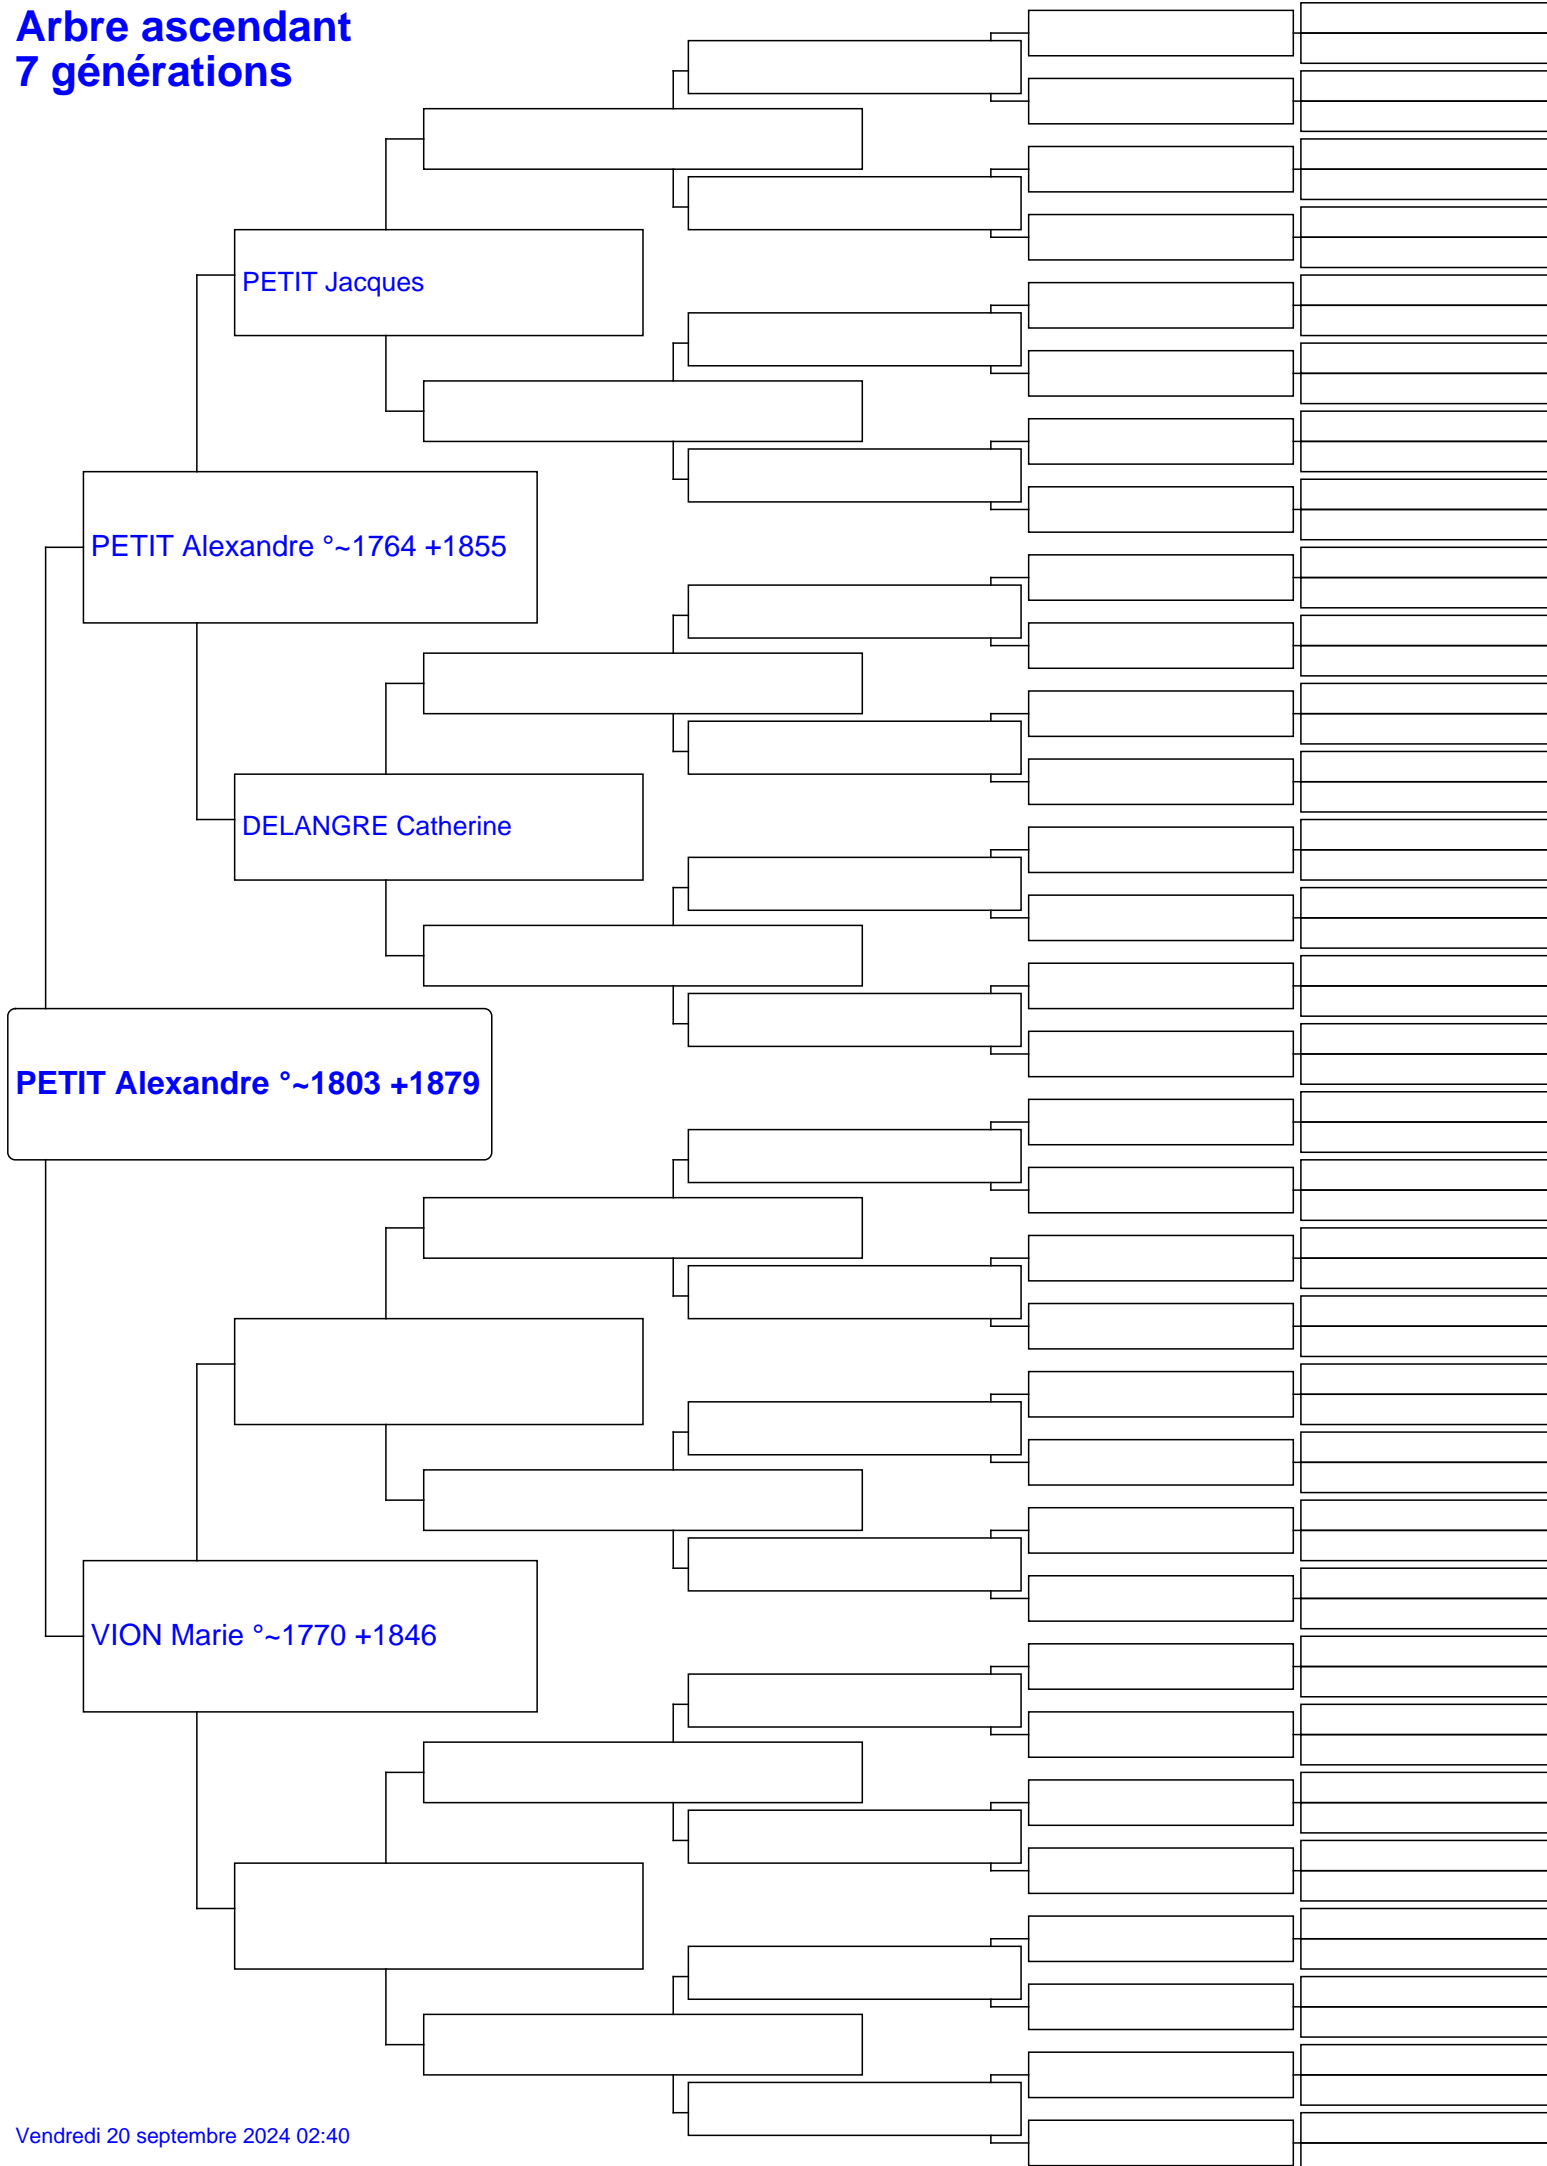 Arbre ascendant
7 générations
PETIT Jacques
PETIT Alexandre °~1764 +1855
DELANGRE Catherine
PETIT Alexandre °~1803 +1879
VION Marie °~1770 +1846
Vendredi 20 septembre 2024 02:40